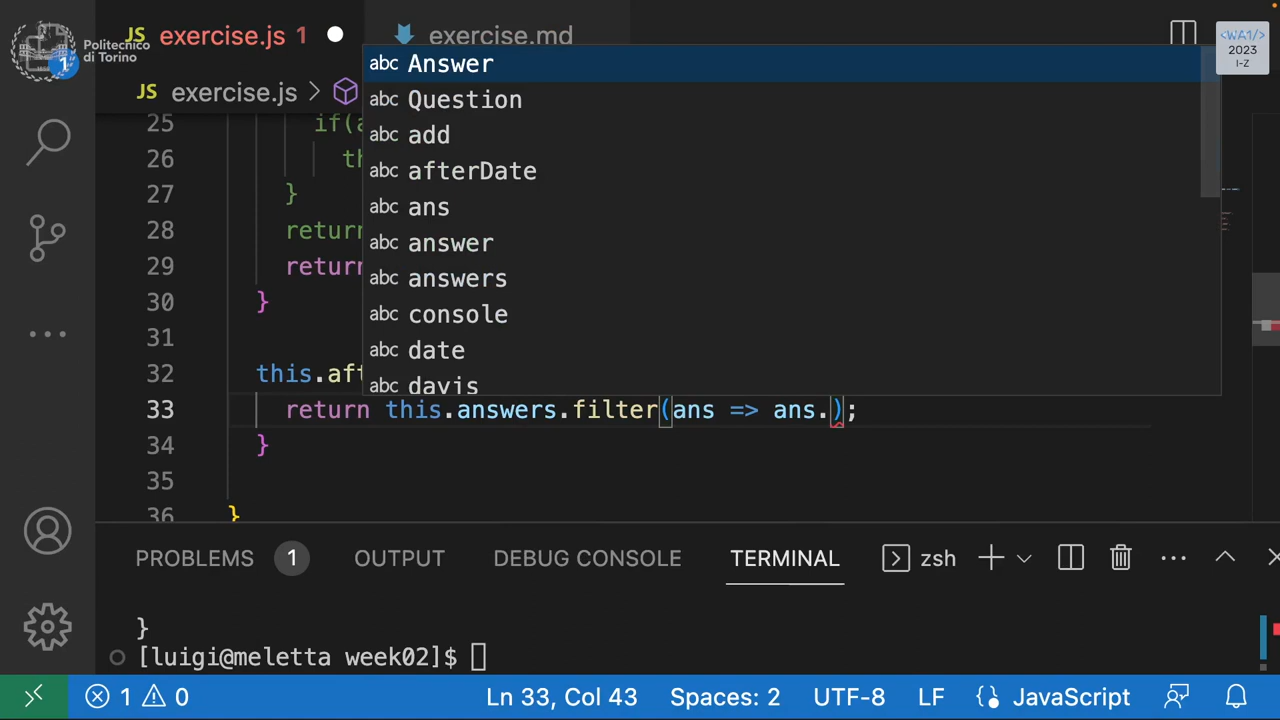 JS exercise.js 1
exercise.md
Politecnico
di Torino
1
<WA1/>
2023
I-Z
JS exercise.js >
abc Answer
abc Question
abc add
abc afterDate
abc ans
abc answer
abc answers
abc console
abc date
abc davis
25 if(a
26 th
27 }
28 return
29 return
30 }
31
32 this.aft
33 return this.answers.filter(ans => ans.);
34 }
35
36 }
PROBLEMS 1 OUTPUT DEBUG CONSOLE TERMINAL zsh
}
[luigi@meletta week02]$
1 0 Ln 33, Col 43 Spaces: 2 UTF-8 LF {} JavaScript